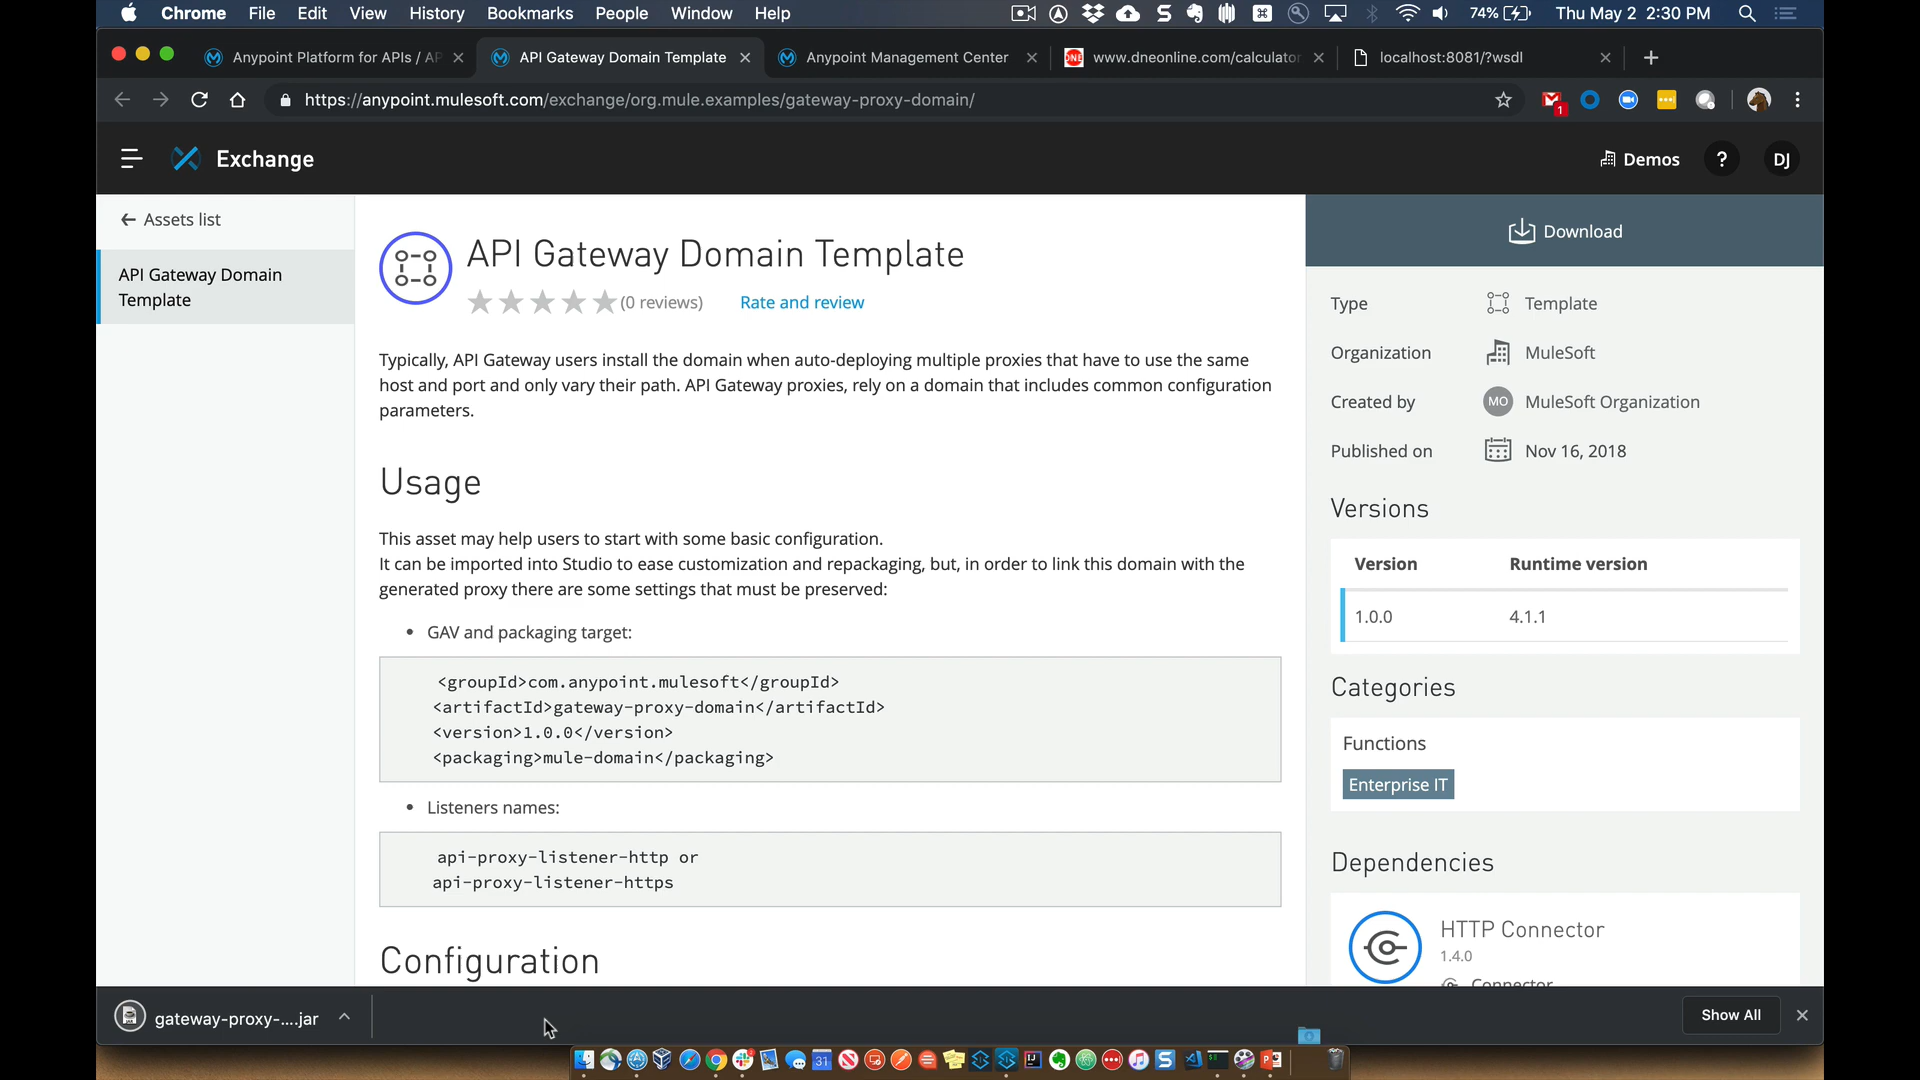 Chrome File Edit View History Bookmarks People Window Help 74% Thu May 2 2:30 PM
Anypoint Platform for APIs / AP API Gateway Domain Template Anypoint Management Center DNE www.dneonline.com/calculator localhost:8081/?wsdl
https://anypoint.mulesoft.com/exchange/org.mule.examples/gateway-proxy-domain/ 1
Exchange Demos ? DJ
Assets list
API Gateway Domain
Template
API Gateway Domain Template
(0 reviews) Rate and review
Typically, API Gateway users install the domain when auto-deploying multiple proxies that have to use the same
host and port and only vary their path. API Gateway proxies, rely on a domain that includes common configuration
parameters.
Usage
This asset may help users to start with some basic configuration.
It can be imported into Studio to ease customization and repackaging, but, in order to link this domain with the
generated proxy there are some settings that must be preserved:
• GAV and packaging target:
<groupId>com.anypoint.mulesoft</groupId>
<artifactId>gateway-proxy-domain</artifactId>
<version>1.0.0</version>
<packaging>mule-domain</packaging>
• Listeners names:
api-proxy-listener-http or
api-proxy-listener-https
Configuration
Download
Type Template
Organization MuleSoft
Created by MO MuleSoft Organization
Published on Nov 16, 2018
Versions
Version Runtime version
1.0.0 4.1.1
Categories
Functions
Enterprise IT
Dependencies
HTTP Connector
1.4.0
Connector
gateway-proxy-....jar Show All
31